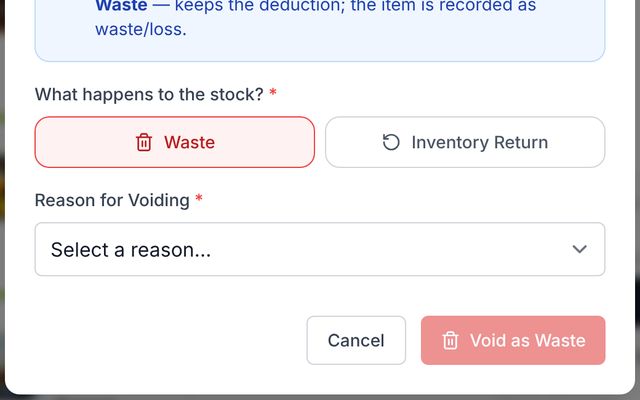 Waste — keeps the deduction; the item is recorded as
waste/loss.
What happens to the stock? *
Waste
Inventory Return
Reason for Voiding *
Select a reason...
Cancel
Void as Waste